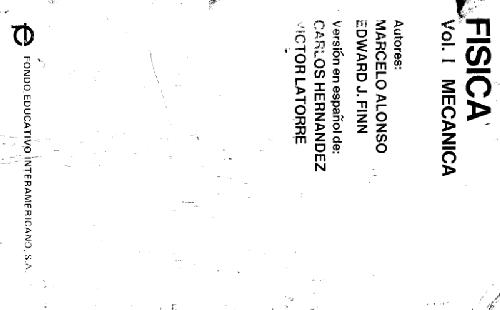 FISICA
Vol. I MECANICA
Autores:
MARCELO ALONSO
EDWARD J. FINN
Versión en español de:
CARLOS HERNANDEZ
VICTOR LATORRE
FONDO EDUCATIVO INTERAMERICANO, S.A.